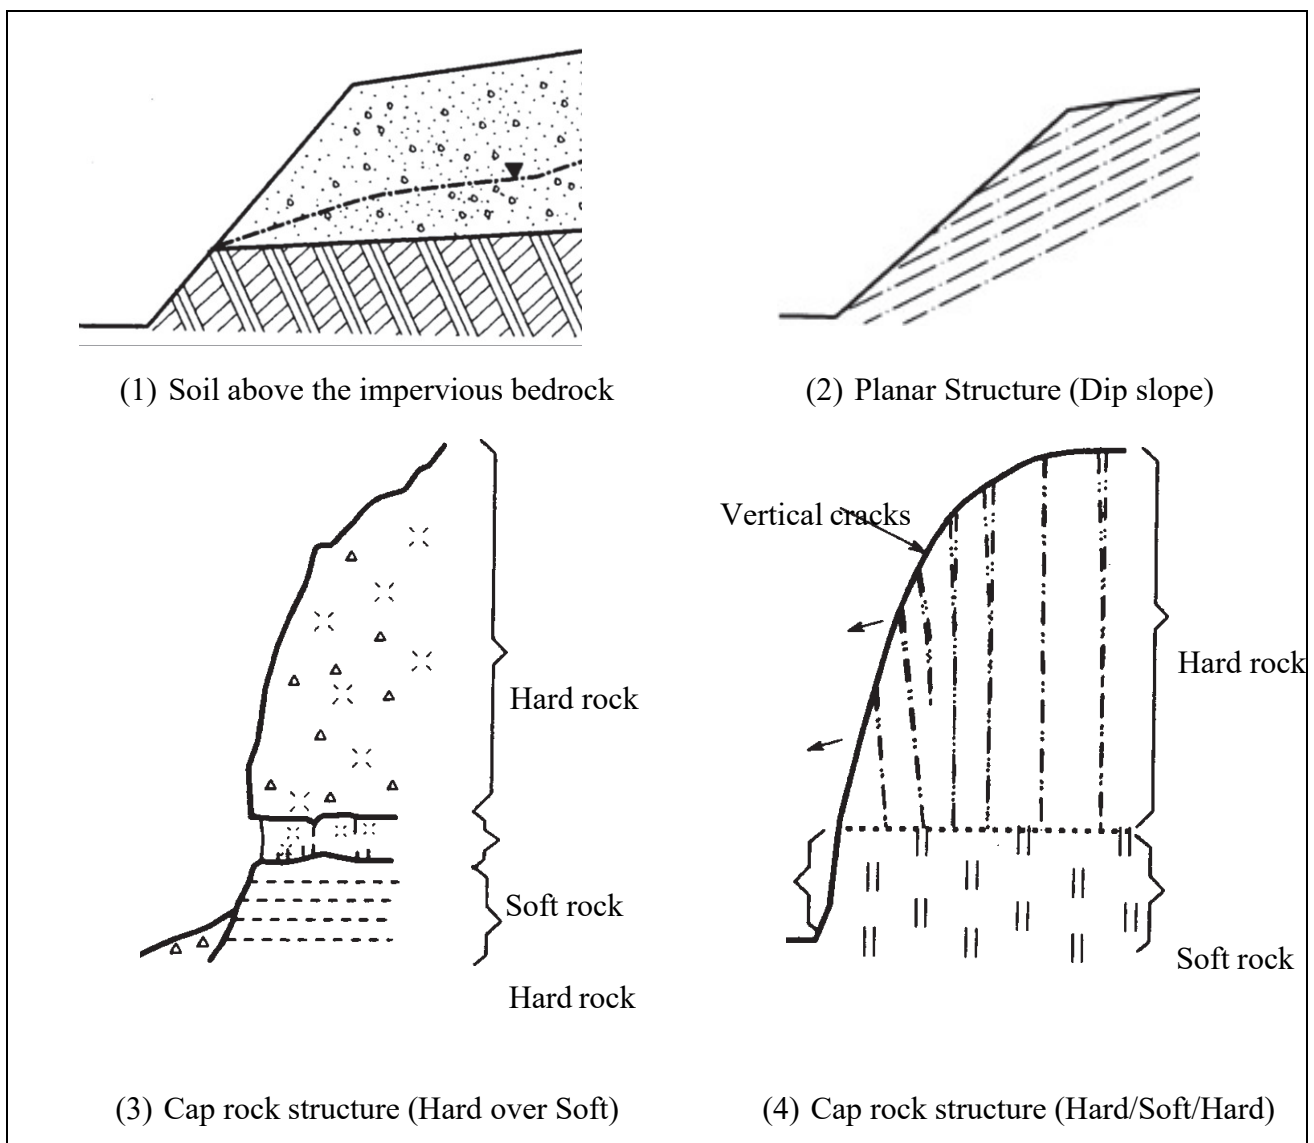 (1) Soil above the impervious bedrock
(2) Planar Structure (Dip slope)
Vertical cracks
Hard rock
Hard rock
Soft rock
Soft rock
Hard rock
(3) Cap rock structure (Hard over Soft)
(4) Cap rock structure (Hard/Soft/Hard)